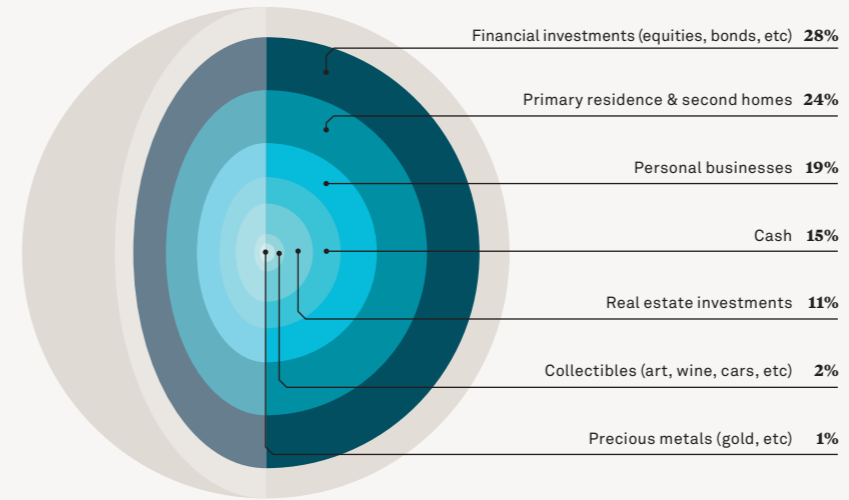 Financial investments (equities, bonds, etc) 28%
Primary residence & second homes 24%
Personal businesses 19%
Cash 15%
Real estate investments 11%
Collectibles (art, wine, cars, etc) 2%
Precious metals (gold, etc) 1%